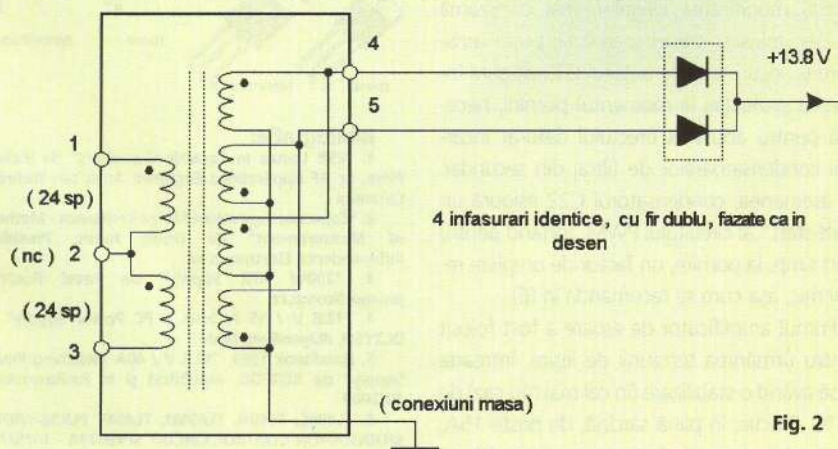 4
+13.8 V
5
1
( 24 sp )
2
( nc )
( 24 sp )
3
4 infasurari identice, cu fir dublu, fazate ca in
desen
( conexiuni masa )
Fig. 2